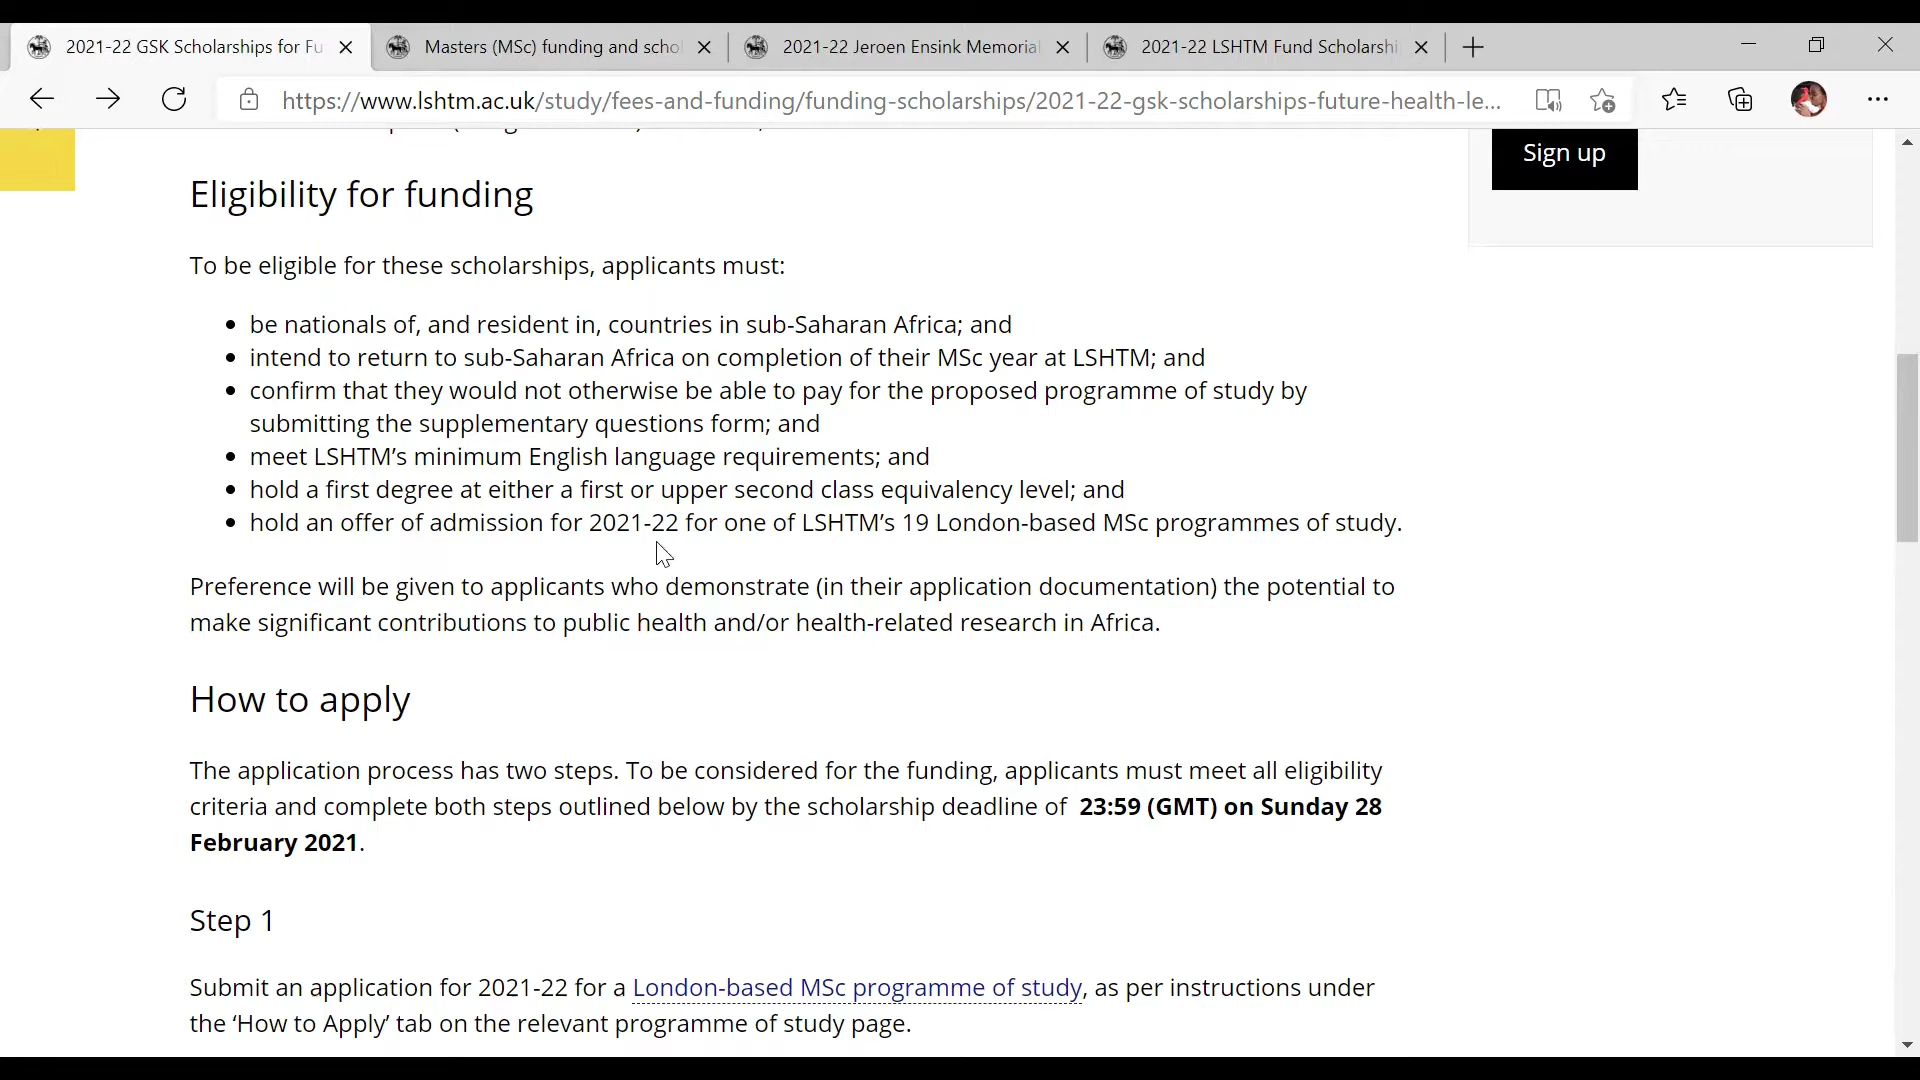 2021-22 GSK Scholarships for Fu
Masters (MSc) funding and scho
2021-22 Jeroen Ensink Memoria
2021-22 LSHTM Fund Scholarshi
https://www.lshtm.ac.uk/study/fees-and-funding/funding-scholarships/2021-22-gsk-scholarships-future-health-le...
Sign up
Eligibility for funding
To be eligible for these scholarships, applicants must:
• be nationals of, and resident in, countries in sub-Saharan Africa; and
• intend to return to sub-Saharan Africa on completion of their MSc year at LSHTM; and
• confirm that they would not otherwise be able to pay for the proposed programme of study by
submitting the supplementary questions form; and
• meet LSHTM’s minimum English language requirements; and
• hold a first degree at either a first or upper second class equivalency level; and
• hold an offer of admission for 2021-22 for one of LSHTM’s 19 London-based MSc programmes of study.
Preference will be given to applicants who demonstrate (in their application documentation) the potential to
make significant contributions to public health and/or health-related research in Africa.
How to apply
The application process has two steps. To be considered for the funding, applicants must meet all eligibility
criteria and complete both steps outlined below by the scholarship deadline of 23:59 (GMT) on Sunday 28
February 2021.
Step 1
Submit an application for 2021-22 for a London-based MSc programme of study, as per instructions under
the ‘How to Apply’ tab on the relevant programme of study page.